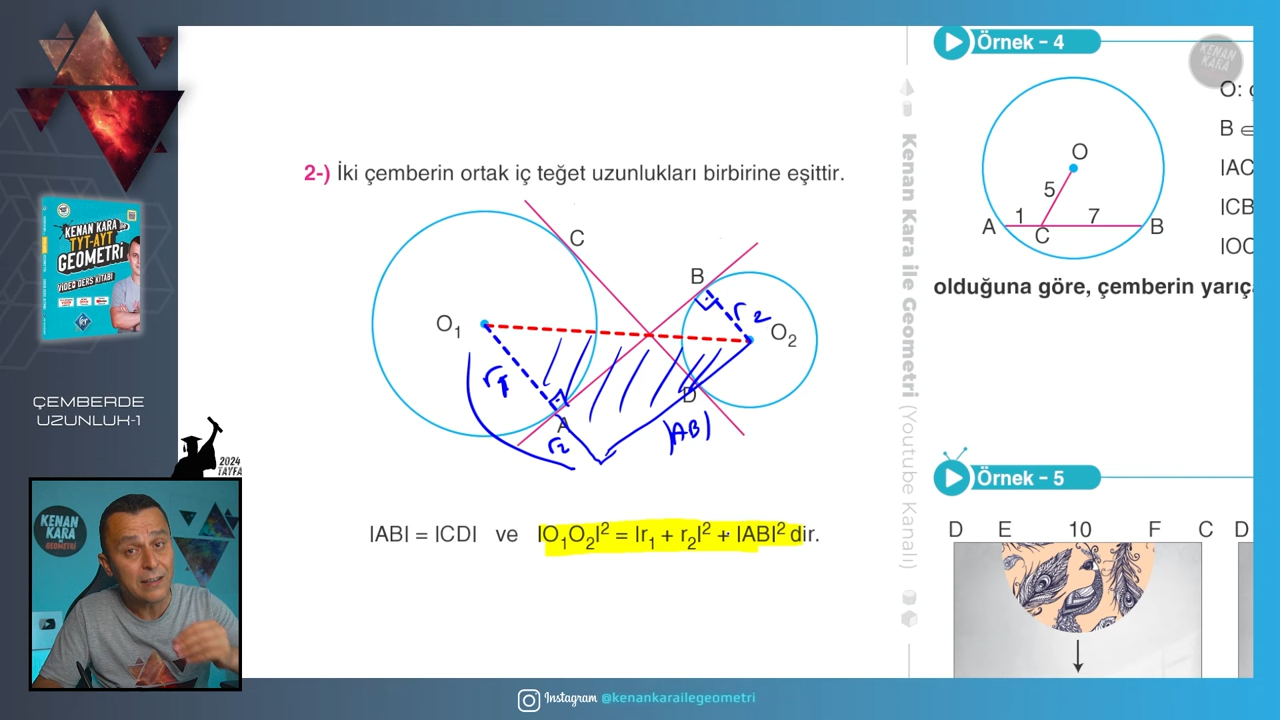 KENAN KARA ile
TYT-AYT
GEOMETRİ
VİDEO DERS KİTABI
ÇEMBERDE
UZUNLUK-1
2024
TAYFA
KENAN
KARA
GEOMETRİ
2-) İki çemberin ortak iç teğet uzunlukları birbirine eşittir.
C
B
O1
O2
r2
r1
A
D
r2
|AB|
|AB| = |CD| ve |O1O2|² = |r1 + r2|² + |AB|² dir.
Kenan Kara ile Geometri (Youtube Kanalı)
Örnek - 4
KENAN
KARA
O
5
A 1 C 7 B
O: ç
B ∈
|AC
|CB
|OC
olduğuna göre, çemberin yarıça
Örnek - 5
D E 10 F C D
Instagram @kenankarailegeometri